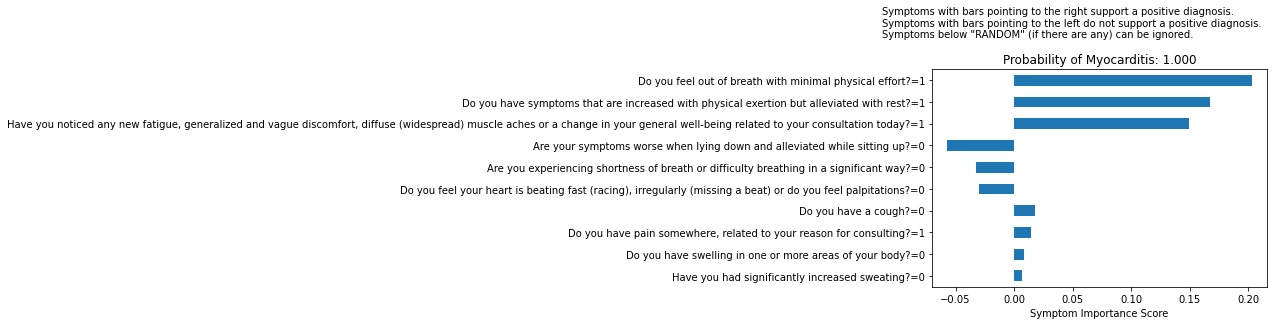 Symptoms with bars pointing to the right support a positive diagnosis.
Symptoms with bars pointing to the left do not support a positive diagnosis.
Symptoms below "RANDOM" (if there are any) can be ignored.
Probability of Myocarditis: 1.000
Do you feel out of breath with minimal physical effort?=1
Do you have symptoms that are increased with physical exertion but alleviated with rest?=1
Have you noticed any new fatigue, generalized and vague discomfort, diffuse (widespread) muscle aches or a change in your general well-being related to your consultation today?=1
Are your symptoms worse when lying down and alleviated while sitting up?=0
Are you experiencing shortness of breath or difficulty breathing in a significant way?=0
Do you feel your heart is beating fast (racing), irregularly (missing a beat) or do you feel palpitations?=0
Do you have a cough?=0
Do you have pain somewhere, related to your reason for consulting?=1
Do you have swelling in one or more areas of your body?=0
Have you had significantly increased sweating?=0
−0.05 0.00 0.05 0.10 0.15 0.20
Symptom Importance Score